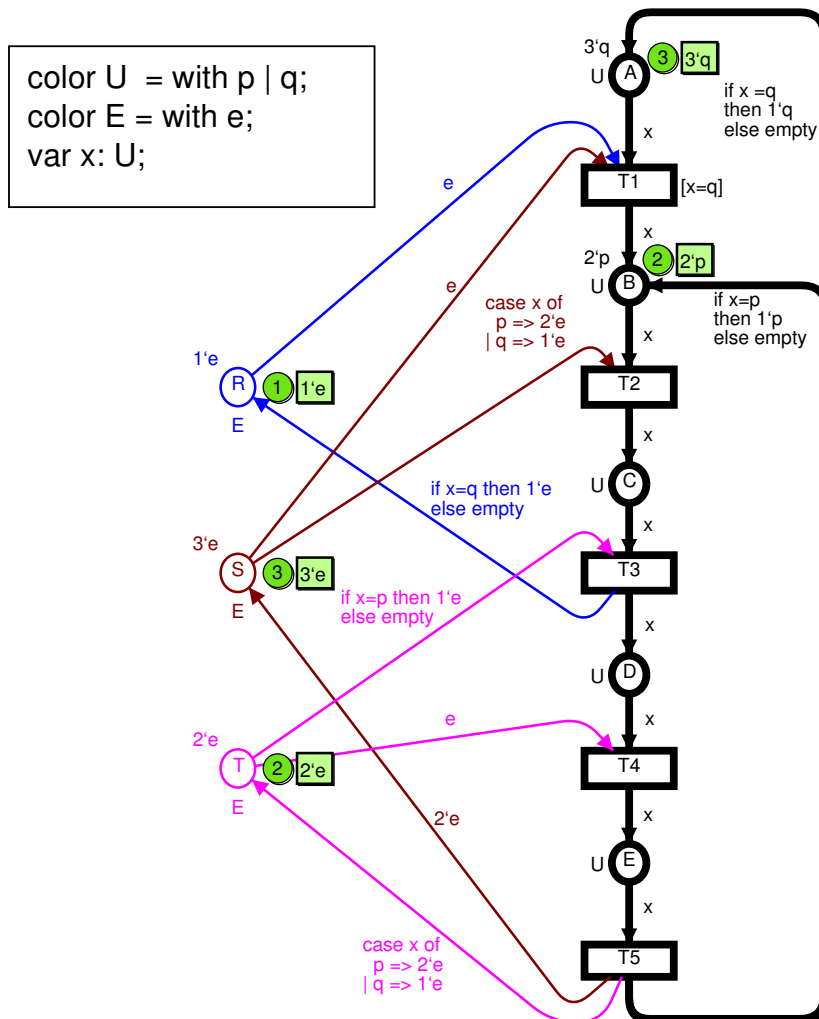 color U = with p | q;
color E = with e;
var x: U;
3‘q
U
A
3
3‘q
if x =q
then 1‘q
else empty
x
e
T1
[x=q]
x
2‘p
U
B
2
2‘p
if x=p
then 1‘p
else empty
e
case x of
p => 2‘e
| q => 1‘e
x
1‘e
R
1
1‘e
E
T2
x
U
C
if x=q then 1‘e
else empty
x
3‘e
S
3
3‘e
E
T3
if x=p then 1‘e
else empty
x
U
D
2‘e
e
x
T
2
2‘e
E
T4
x
2‘e
U
E
x
case x of
p => 2‘e
| q => 1‘e
T5